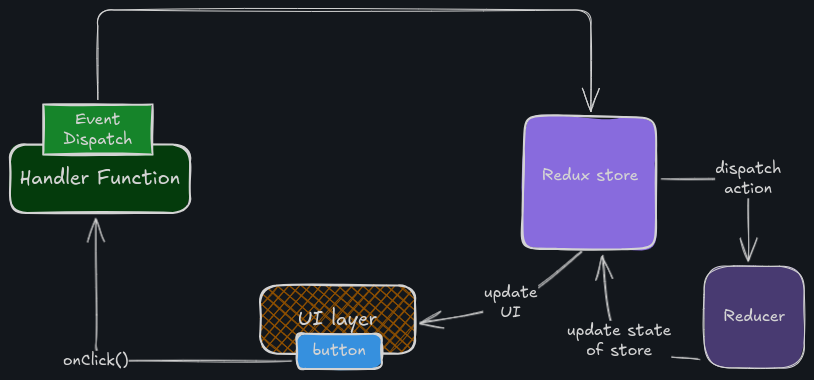 Event
Dispatch
Handler Function
Redux store
dispatch
action
update
UI
Reducer
UI layer
update state
of store
button
onClick()